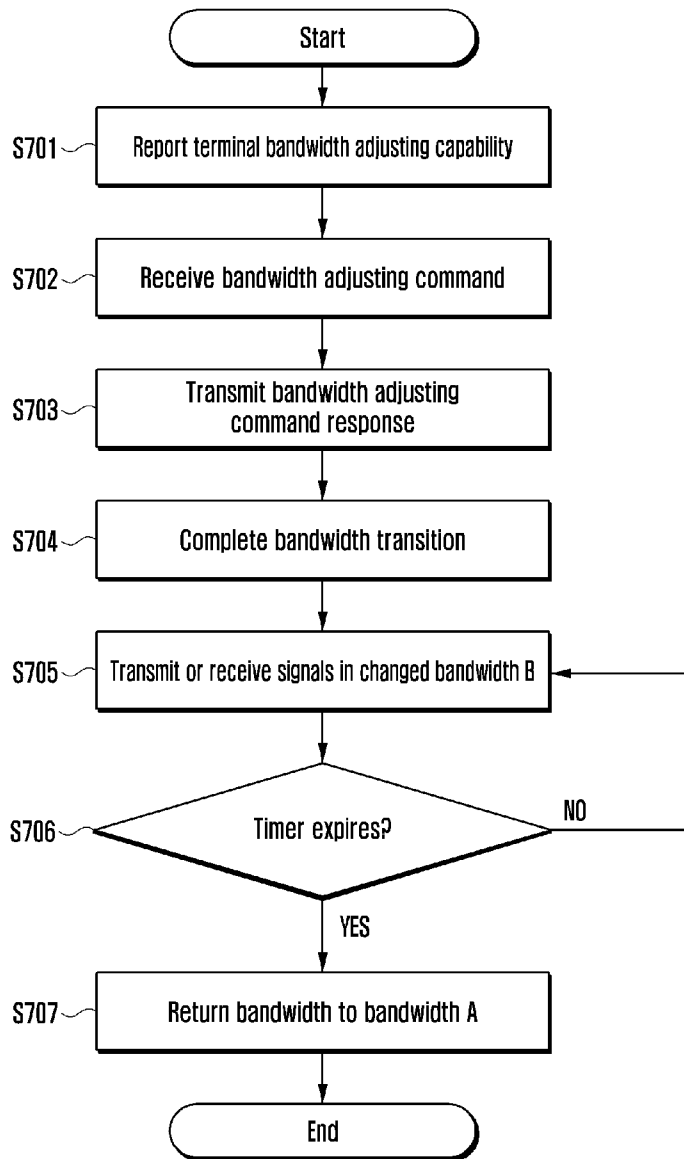 Start
S701
Report terminal bandwidth adjusting capability
S702
Receive bandwidth adjusting command
S703
Transmit bandwidth adjusting
command response
S704
Complete bandwidth transition
S705
Transmit or receive signals in changed bandwidth B
S706
Timer expires?
NO
YES
S707
Return bandwidth to bandwidth A
End